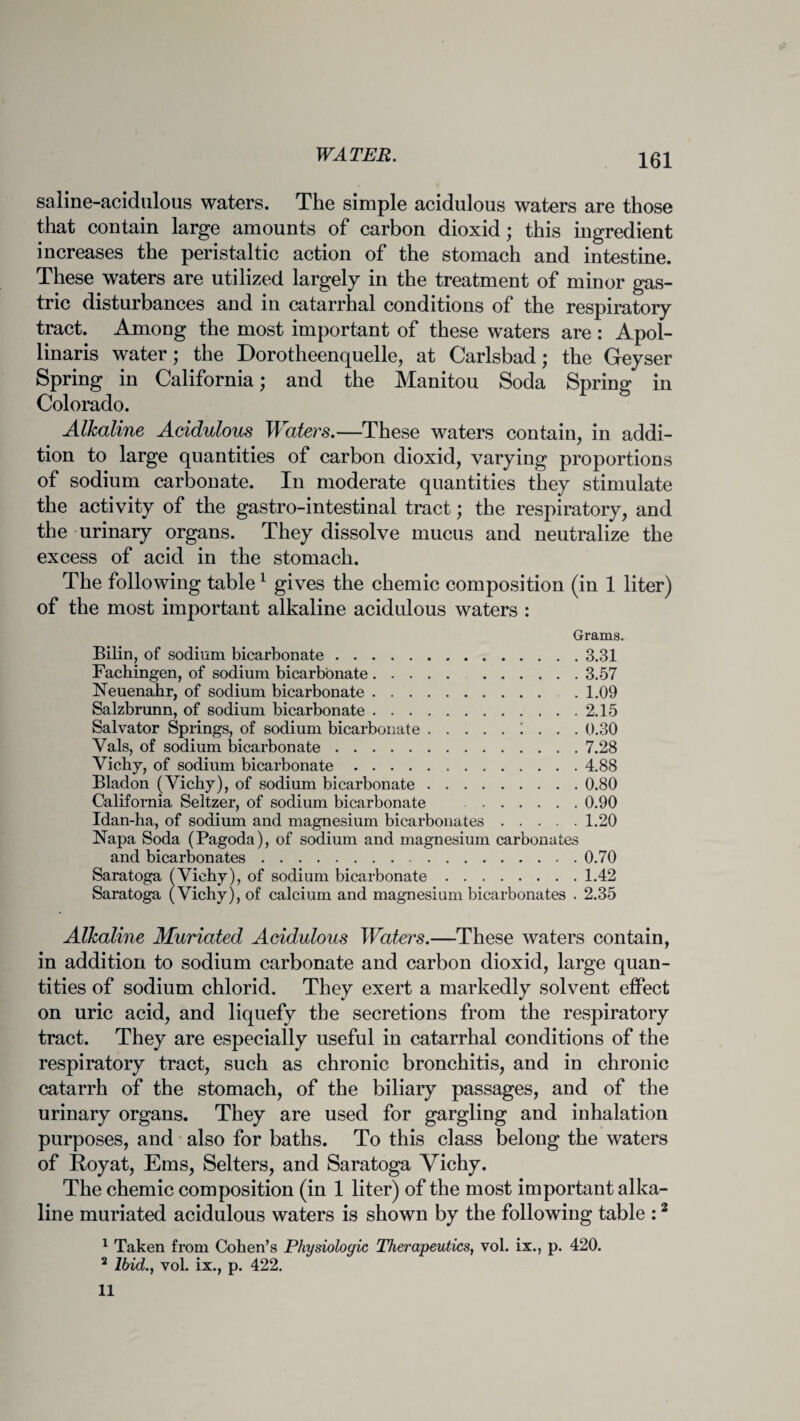 WATER.
161
saline-acidulous waters. The simple acidulous waters are those
that contain large amounts of carbon dioxid; this ingredient
increases the peristaltic action of the stomach and intestine.
These waters are utilized largely in the treatment of minor gas-
tric disturbances and in catarrhal conditions of the respiratory
tract. Among the most important of these waters are: Apol-
linaris water; the Dorotheenquelle, at Carlsbad; the Geyser
Spring in California; and the Manitou Soda Spring in
Colorado.
Alkaline Acidulous Waters.—These waters contain, in addi-
tion to large quantities of carbon dioxid, varying proportions
of sodium carbonate. In moderate quantities they stimulate
the activity of the gastro-intestinal tract; the respiratory, and
the urinary organs. They dissolve mucus and neutralize the
excess of acid in the stomach.
The following table ¹ gives the chemic composition (in 1 liter)
of the most important alkaline acidulous waters :
Grams.
Bilin, of sodium bicarbonate . . . . . . . . . . . . . . . 3.31
Fachingen, of sodium bicarbonate . . . . . . . . . . . . 3.57
Neuenahr, of sodium bicarbonate . . . . . . . . . . . . 1.09
Salzbrunn, of sodium bicarbonate . . . . . . . . . . . . . 2.15
Salvator Springs, of sodium bicarbonate . . . . . . . . . 0.30
Vals, of sodium bicarbonate . . . . . . . . . . . . . . . 7.28
Vichy, of sodium bicarbonate . . . . . . . . . . . . . . 4.88
Bladon (Vichy), of sodium bicarbonate . . . . . . . . . 0.80
California Seltzer, of sodium bicarbonate . . . . . . . 0.90
Idan-ha, of sodium and magnesium bicarbonates . . . . . 1.20
Napa Soda (Pagoda), of sodium and magnesium carbonates
and bicarbonates . . . . . . . . . . . . . . . . . . . 0.70
Saratoga (Vichy), of sodium bicarbonate . . . . . . . . 1.42
Saratoga (Vichy), of calcium and magnesium bicarbonates . 2.35
Alkaline Muriated Acidulous Waters.—These waters contain,
in addition to sodium carbonate and carbon dioxid, large quan-
tities of sodium chlorid. They exert a markedly solvent effect
on uric acid, and liquefy the secretions from the respiratory
tract. They are especially useful in catarrhal conditions of the
respiratory tract, such as chronic bronchitis, and in chronic
catarrh of the stomach, of the biliary passages, and of the
urinary organs. They are used for gargling and inhalation
purposes, and also for baths. To this class belong the waters
of Royat, Ems, Selters, and Saratoga Vichy.
The chemic composition (in 1 liter) of the most important alka-
line muriated acidulous waters is shown by the following table : ²
¹ Taken from Cohen's Physiologic Therapeutics, vol. ix., p. 420.
² Ibid., vol. ix., p. 422.
11